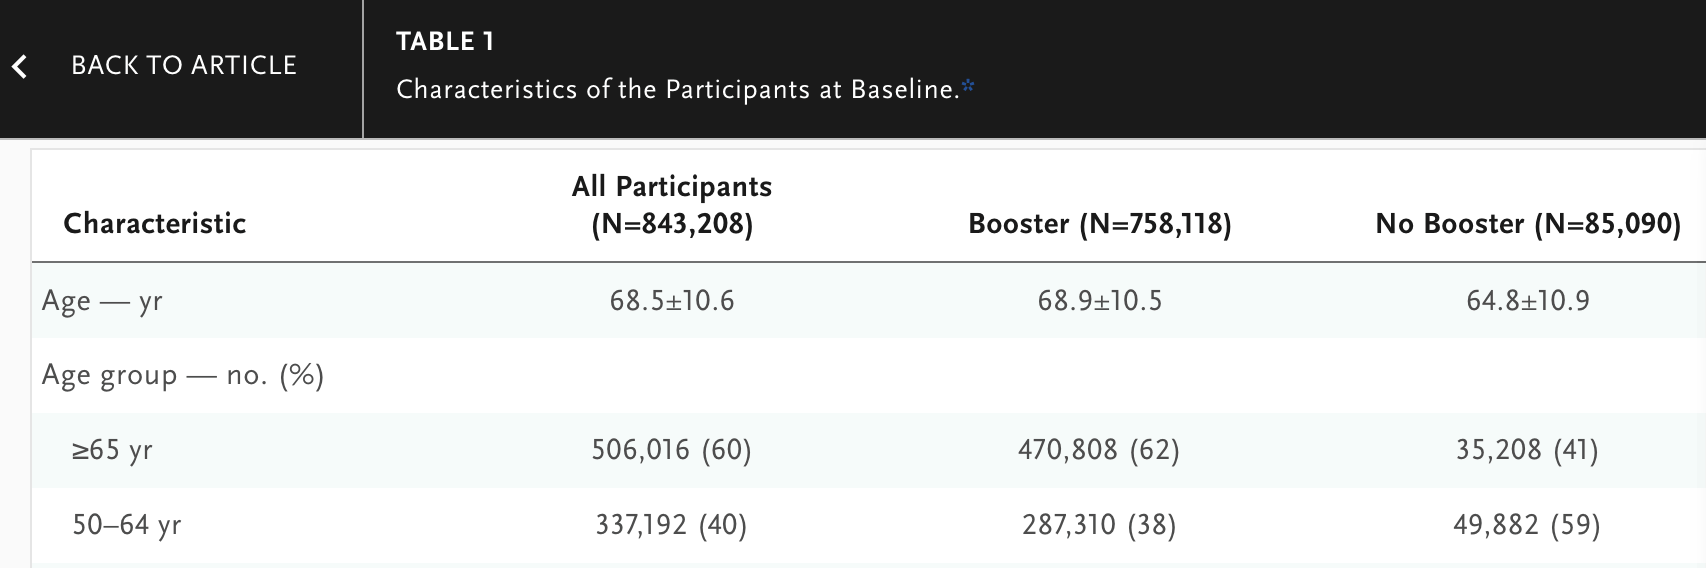 BACK TO ARTICLE
TABLE 1
Characteristics of the Participants at Baseline.*
Characteristic All Participants (N=843,208) Booster (N=758,118) No Booster (N=85,090)
Age — yr 68.5±10.6 68.9±10.5 64.8±10.9
Age group — no. (%)
≥65 yr 506,016 (60) 470,808 (62) 35,208 (41)
50–64 yr 337,192 (40) 287,310 (38) 49,882 (59)